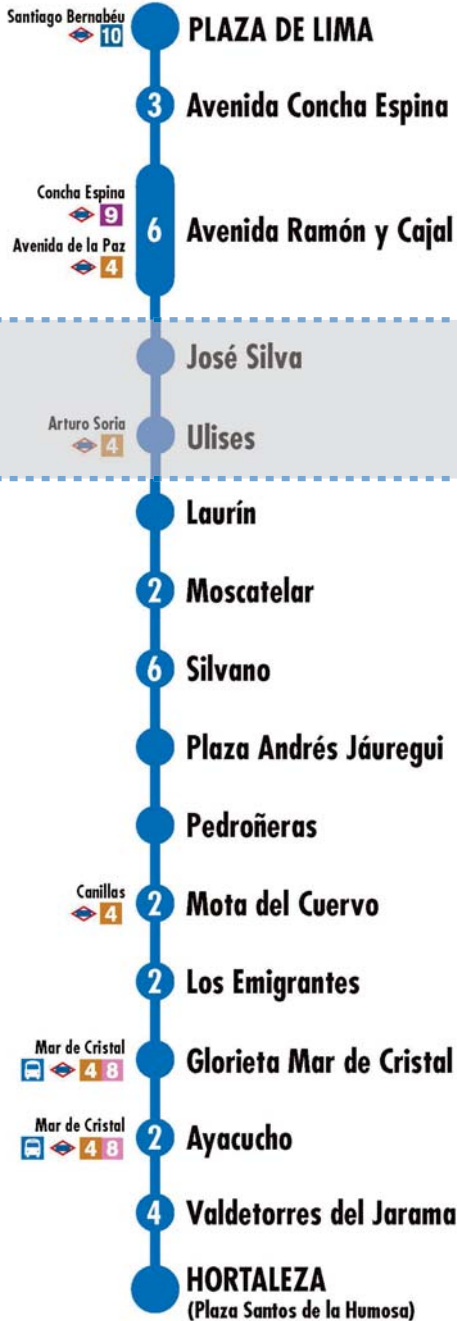 Santiago Bernabéu
10
PLAZA DE LIMA
3 Avenida Concha Espina
Concha Espina
9
Avenida de la Paz
4
6 Avenida Ramón y Cajal
José Silva
Arturo Soria
4
Ulises
Laurín
2 Moscatelar
6 Silvano
Plaza Andrés Jáuregui
Pedroñeras
Canillas
4
2 Mota del Cuervo
2 Los Emigrantes
Mar de Cristal
4 8
Glorieta Mar de Cristal
Mar de Cristal
4 8
2 Ayacucho
4 Valdetorres del Jarama
HORTALEZA
(Plaza Santos de la Humosa)